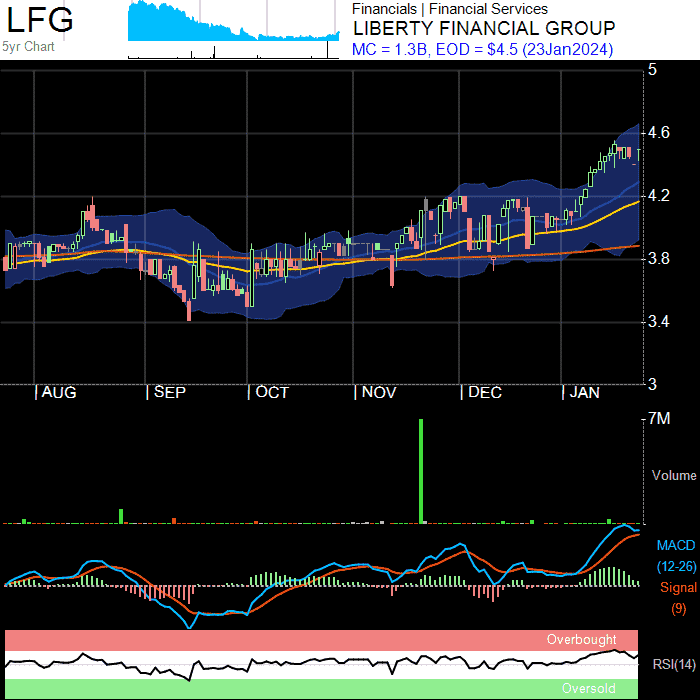 LFG
5yr Chart
Financials | Financial Services
LIBERTY FINANCIAL GROUP
MC = 1.3B, EOD = $4.5 (23Jan2024)
5
4.6
4.2
3.8
3.4
3
| AUG | SEP | OCT | NOV | DEC | JAN
7M
Volume
MACD
(12-26)
Signal
(9)
Overbought
RSI(14)
Oversold